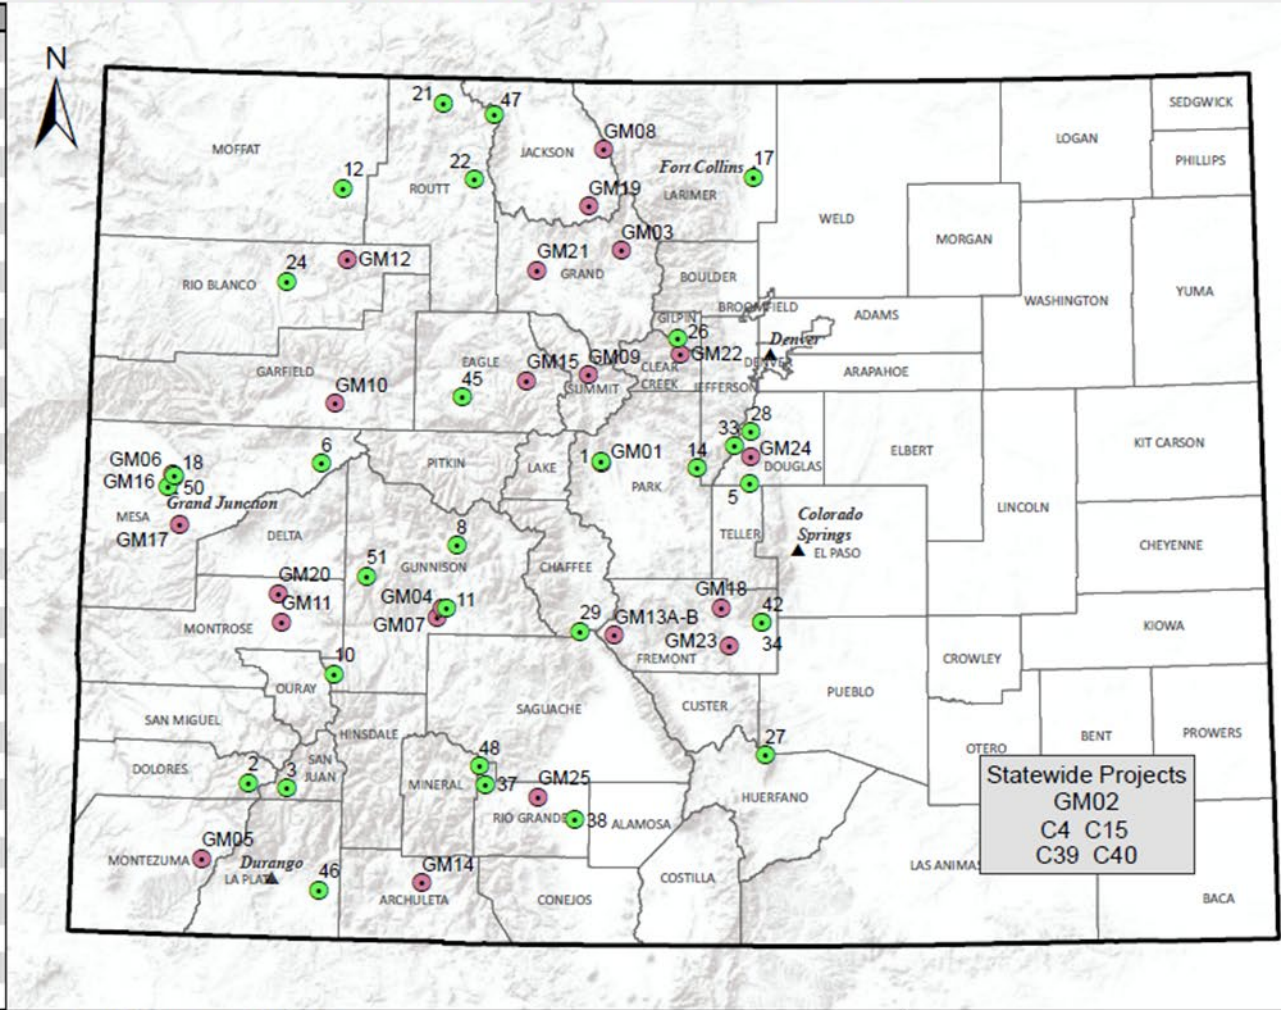 N
21
47
SEDGWICK
GM08
LOGAN
MOFFAT
JACKSON
PHILLIPS
12
22
Fort Collins
17
ROUTT
GM19
LARIMER
WELD
GM03
MORGAN
24
GM12
GM21
GRAND
BOULDER
RIO BLANCO
YUMA
WASHINGTON
BROOMFIELD
GILPIN
ADAMS
26
Denver
EAGLE
GM15
GM09
GM22
GARFIELD
CLEAR
CREEK
DENVER
ARAPAHOE
GM10
45
SUMMIT
JEFFERSON
28
33
6
GM06
18
1
GM01
14
GM24
ELBERT
KIT CARSON
PITKIN
LAKE
DOUGLAS
GM16
50
PARK
5
Grand Junction
MESA
LINCOLN
Colorado
Springs
GM17
DELTA
8
TELLER
EL PASO
CHEYENNE
51
GUNNISON
CHAFFEE
GM20
GM18
GM04
11
GM11
42
GM07
29
GM13A-B
MONTROSE
GM23
34
KIOWA
10
FREMONT
CROWLEY
OURAY
PUEBLO
SAN MIGUEL
SAGUACHE
CUSTER
HINSDALE
27
PROWERS
48
BENT
OTERO
SAN
JUAN
DOLORES
2
3
MINERAL
37
GM25
HUERFANO
Statewide Projects
GM02
C4 C15
C39 C40
RIO GRANDE
38
ALAMOSA
GM05
MONTEZUMA
Durango
GM14
LAS ANIMAS
LA PLATA
46
COSTILLA
ARCHULETA
CONEJOS
BACA